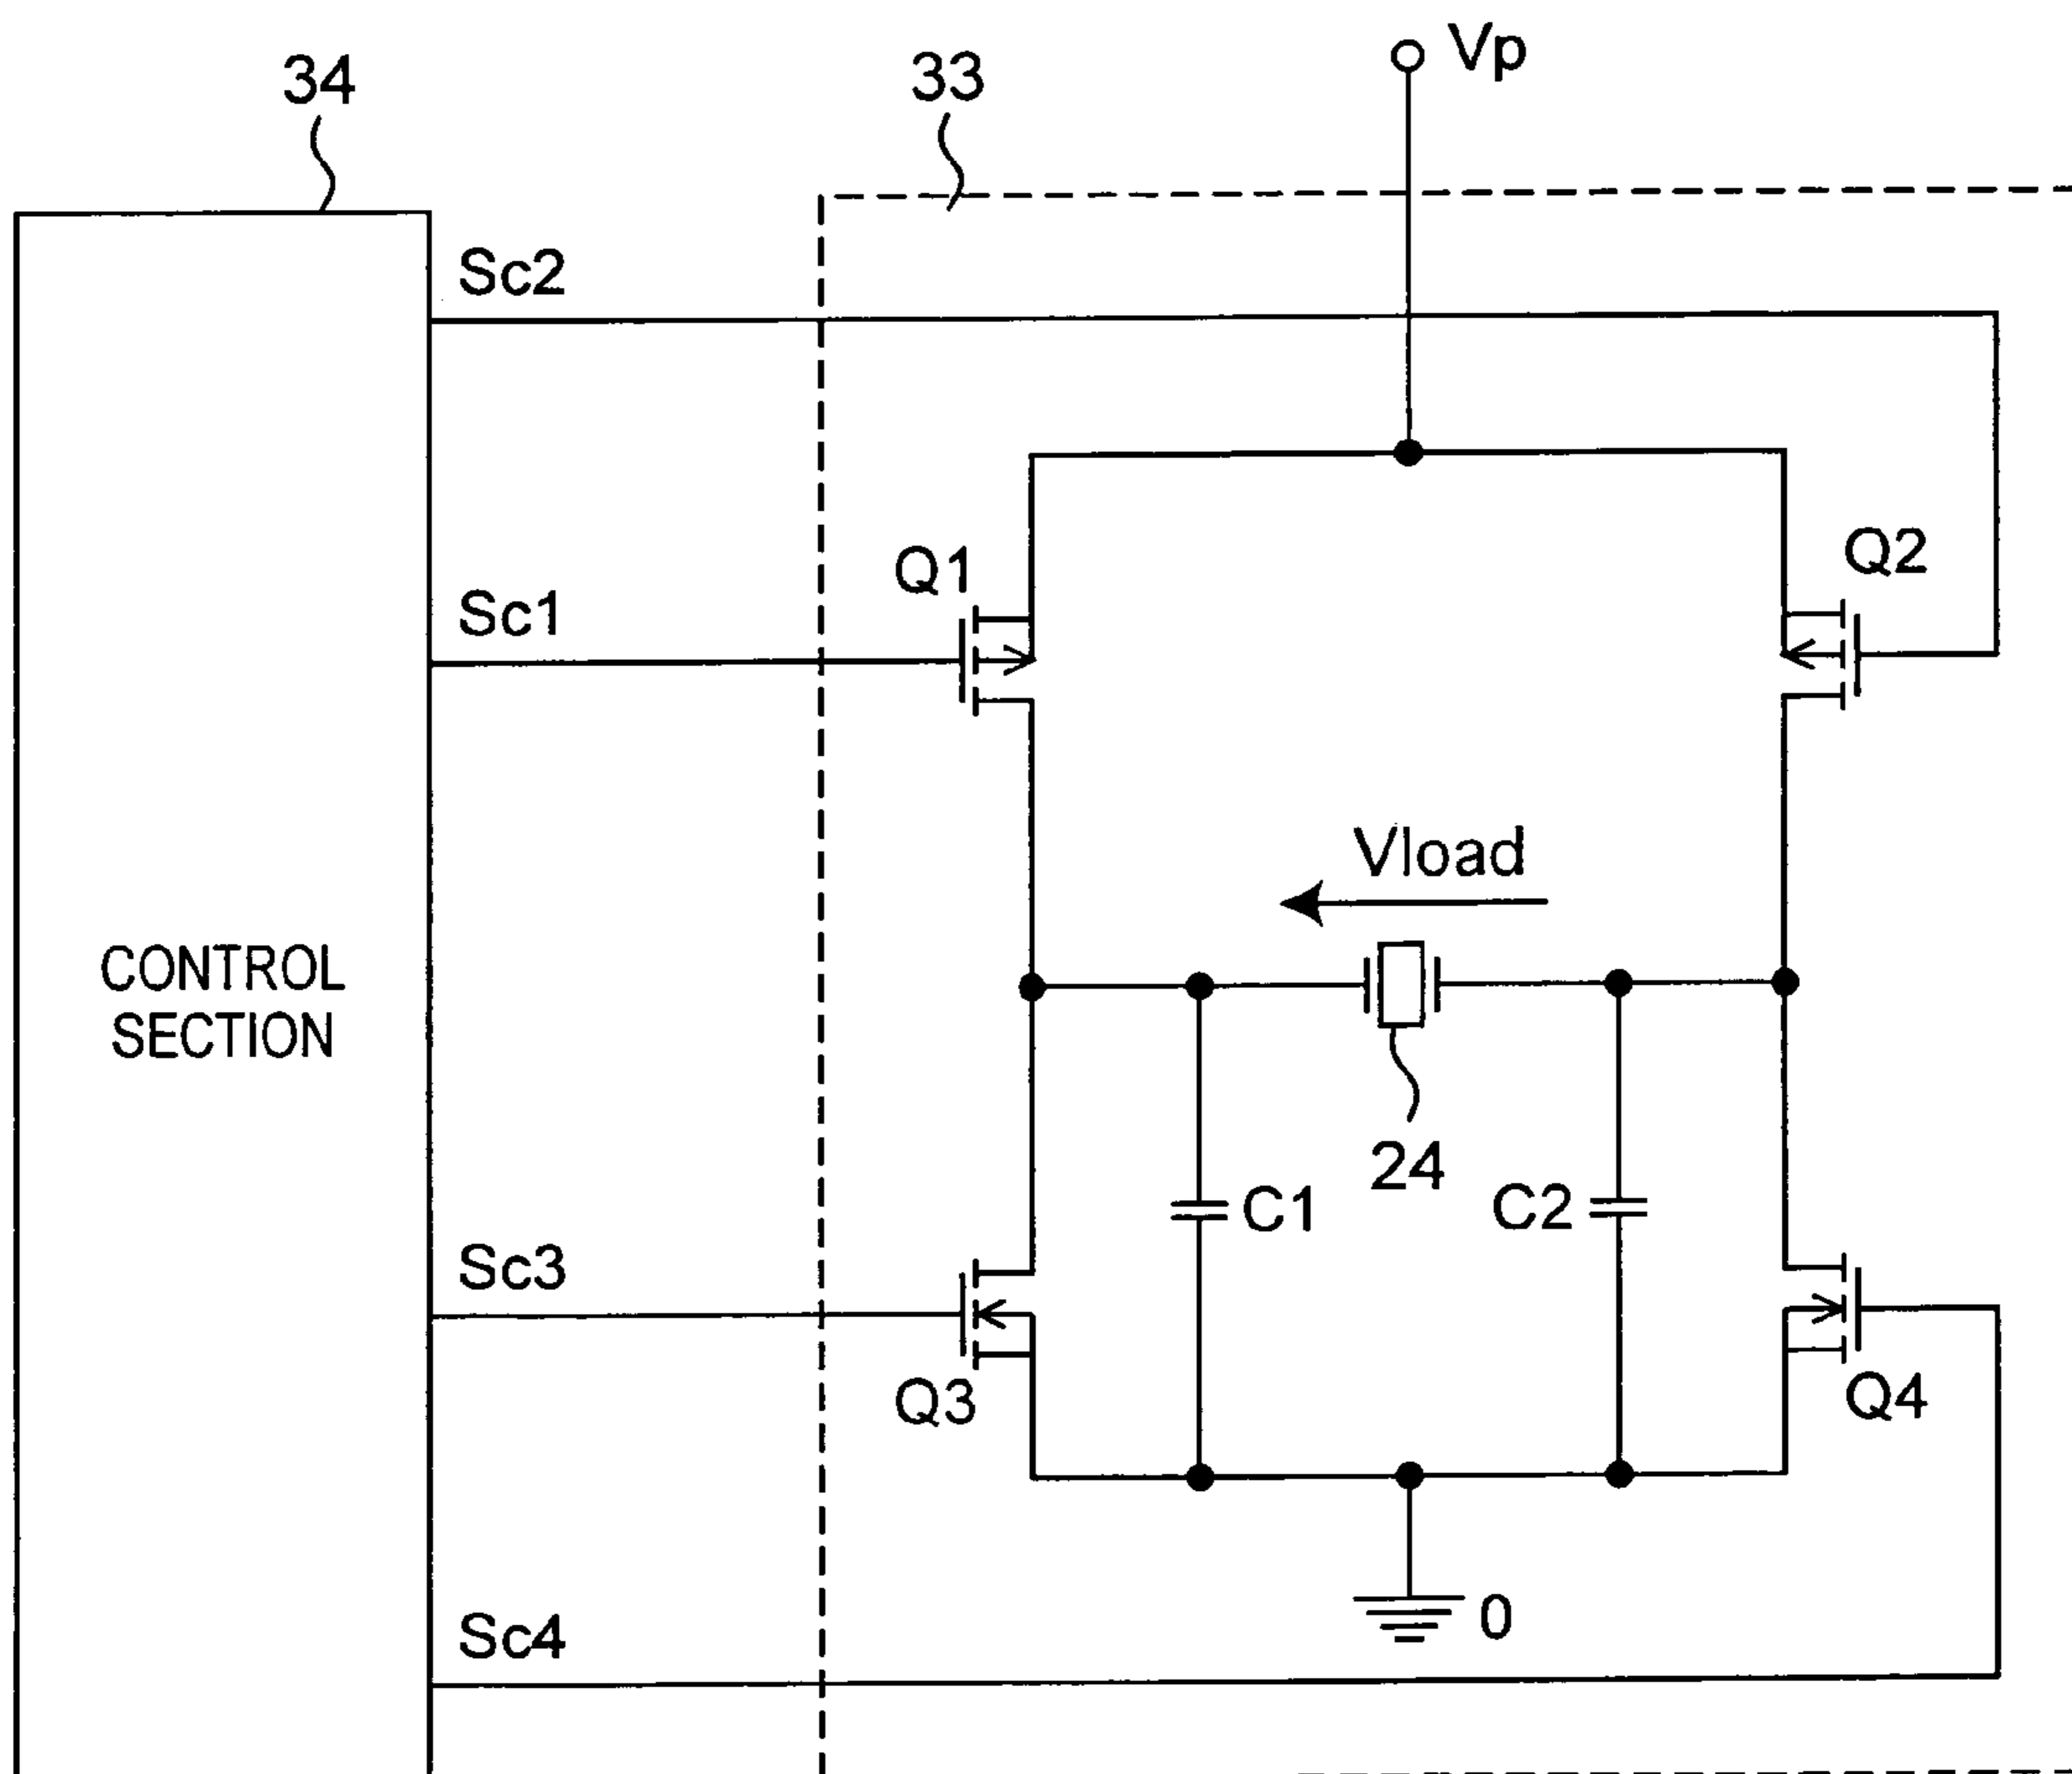 Vp
34
33
Sc2
Q2
Q1
Sc1
Vload
CONTROL
SECTION
24
C1
C2
Sc3
Q3
Q4
0
Sc4